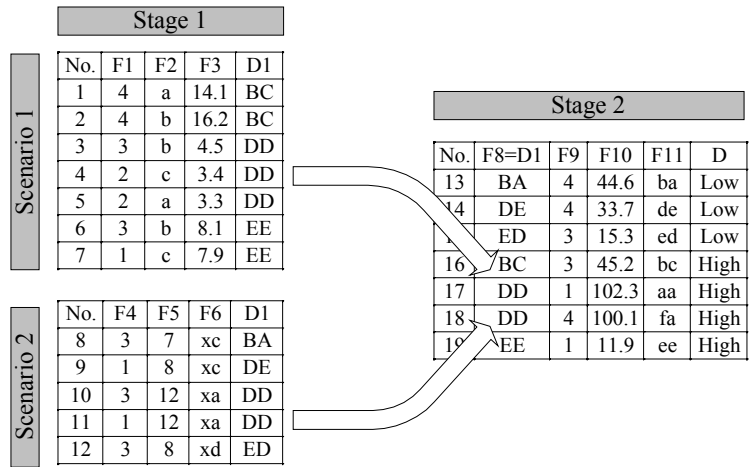 Stage 1
Scenario 1
No. F1 F2 F3 D1
1 4 a 14.1 BC
2 4 b 16.2 BC
3 3 b 4.5 DD
4 2 c 3.4 DD
5 2 a 3.3 DD
6 3 b 8.1 EE
7 1 c 7.9 EE
Scenario 2
No. F4 F5 F6 D1
8 3 7 xc BA
9 1 8 xc DE
10 3 12 xa DD
11 1 12 xa DD
12 3 8 xd ED
Stage 2
No. F8=D1 F9 F10 F11 D
13 BA 4 44.6 ba Low
14 DE 4 33.7 de Low
ED 3 15.3 ed Low
16 BC 3 45.2 bc High
17 DD 1 102.3 aa High
18 DD 4 100.1 fa High
19 EE 1 11.9 ee High